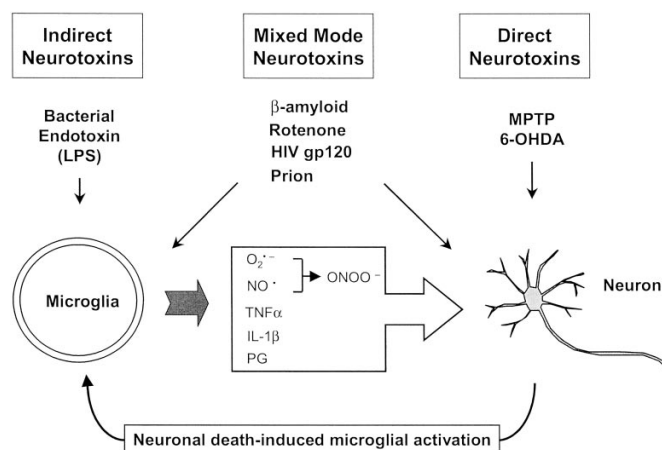 Indirect
Neurotoxins
Mixed Mode
Neurotoxins
Direct
Neurotoxins
Bacterial
Endotoxin
(LPS)
β-amyloid
Rotenone
HIV gp120
Prion
MPTP
6-OHDA
Microglia
O₂•−
NO•
ONOO−
TNFα
IL-1β
PG
Neuron
Neuronal death-induced microglial activation